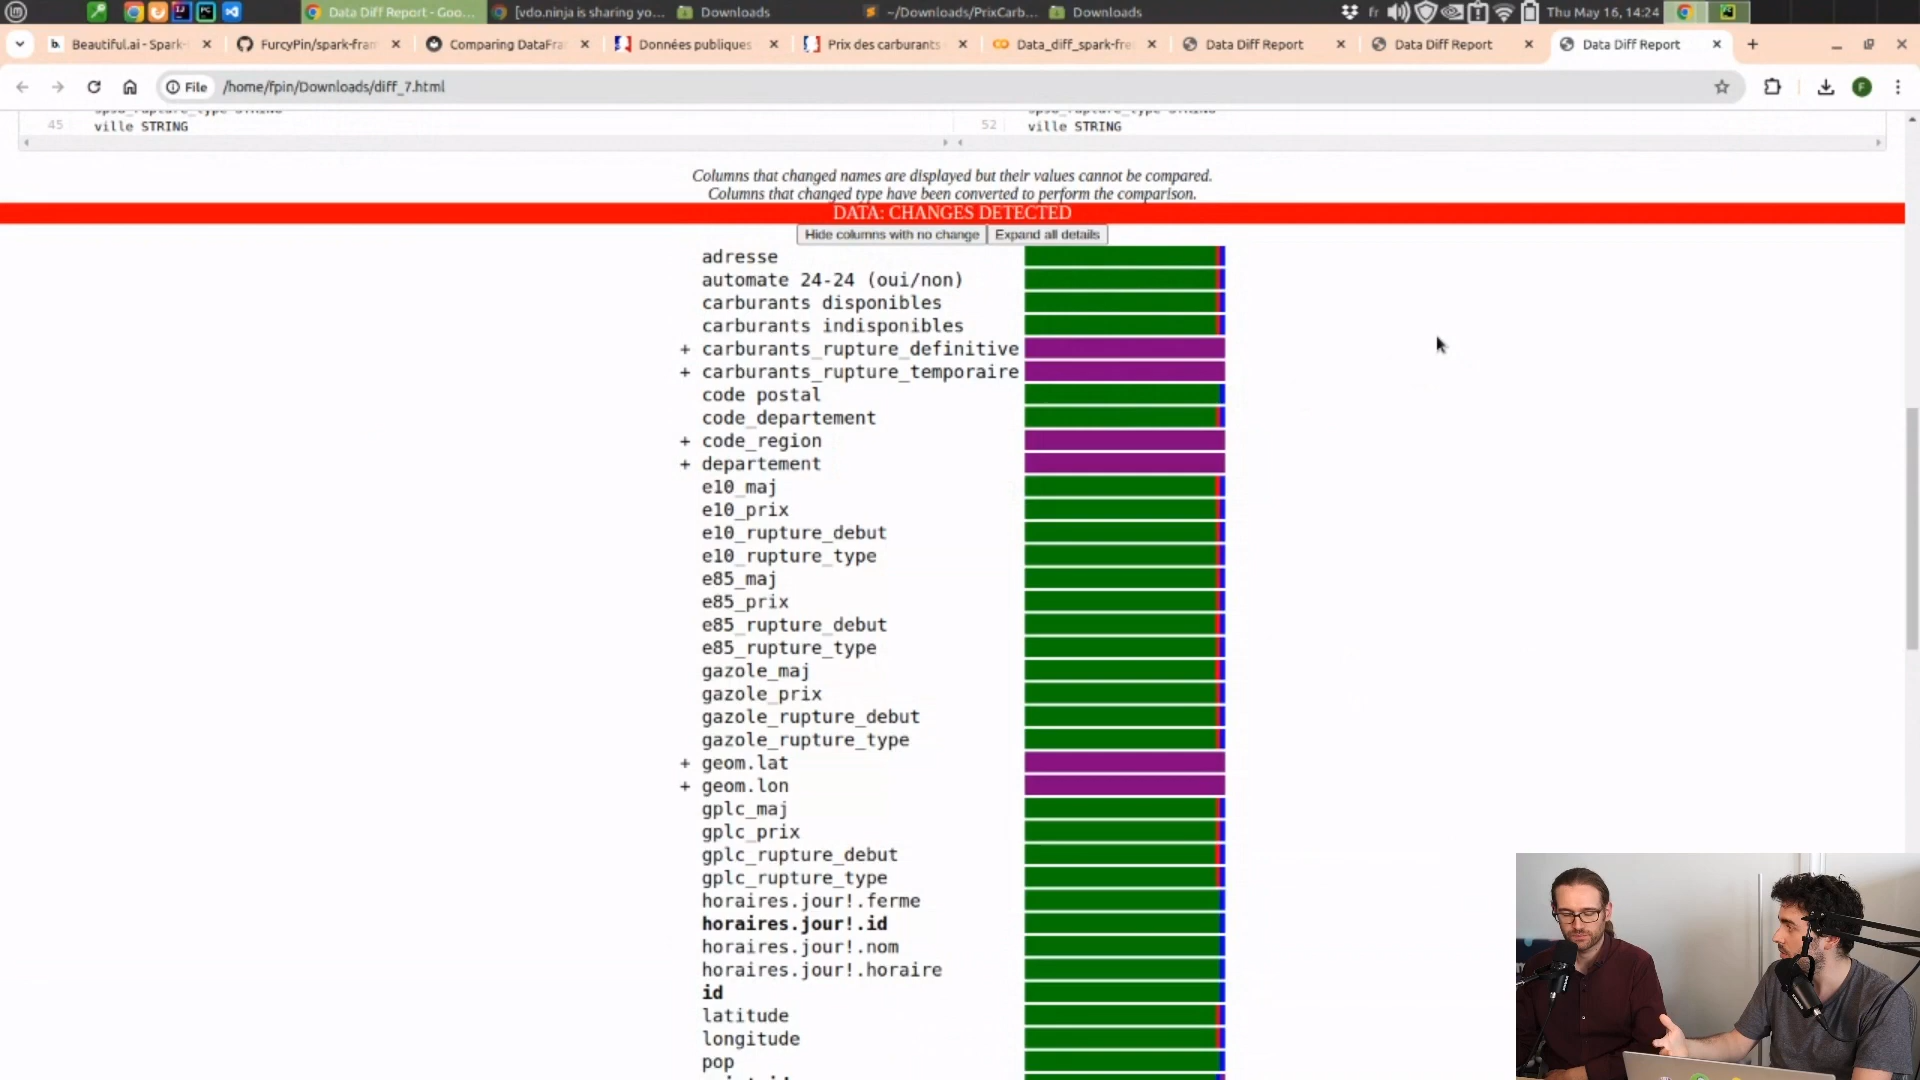 Data Diff Report - Goo...
[vdo.ninja is sharing yo...
Downloads
~/Downloads/PrixCarb...
Downloads
fr
Thu May 16, 14:24
Beautiful.ai - Spark-
FurcyPin/spark-fram
Comparing DataFra
Données publiques
Prix des carburants
Data_diff_spark-fre
Data Diff Report
Data Diff Report
Data Diff Report
File
/home/fpin/Downloads/diff_7.html
F
45 ville STRING
52 ville STRING
Columns that changed names are displayed but their values cannot be compared.
Columns that changed type have been converted to perform the comparison.
DATA: CHANGES DETECTED
Hide columns with no change
Expand all details
adresse
automate 24-24 (oui/non)
carburants disponibles
carburants indisponibles
+ carburants_rupture_definitive
+ carburants_rupture_temporaire
code postal
code_departement
+ code_region
+ departement
e10_maj
e10_prix
e10_rupture_debut
e10_rupture_type
e85_maj
e85_prix
e85_rupture_debut
e85_rupture_type
gazole_maj
gazole_prix
gazole_rupture_debut
gazole_rupture_type
+ geom.lat
+ geom.lon
gplc_maj
gplc_prix
gplc_rupture_debut
gplc_rupture_type
horaires.jour!.ferme
horaires.jour!.id
horaires.jour!.nom
horaires.jour!.horaire
id
latitude
longitude
pop